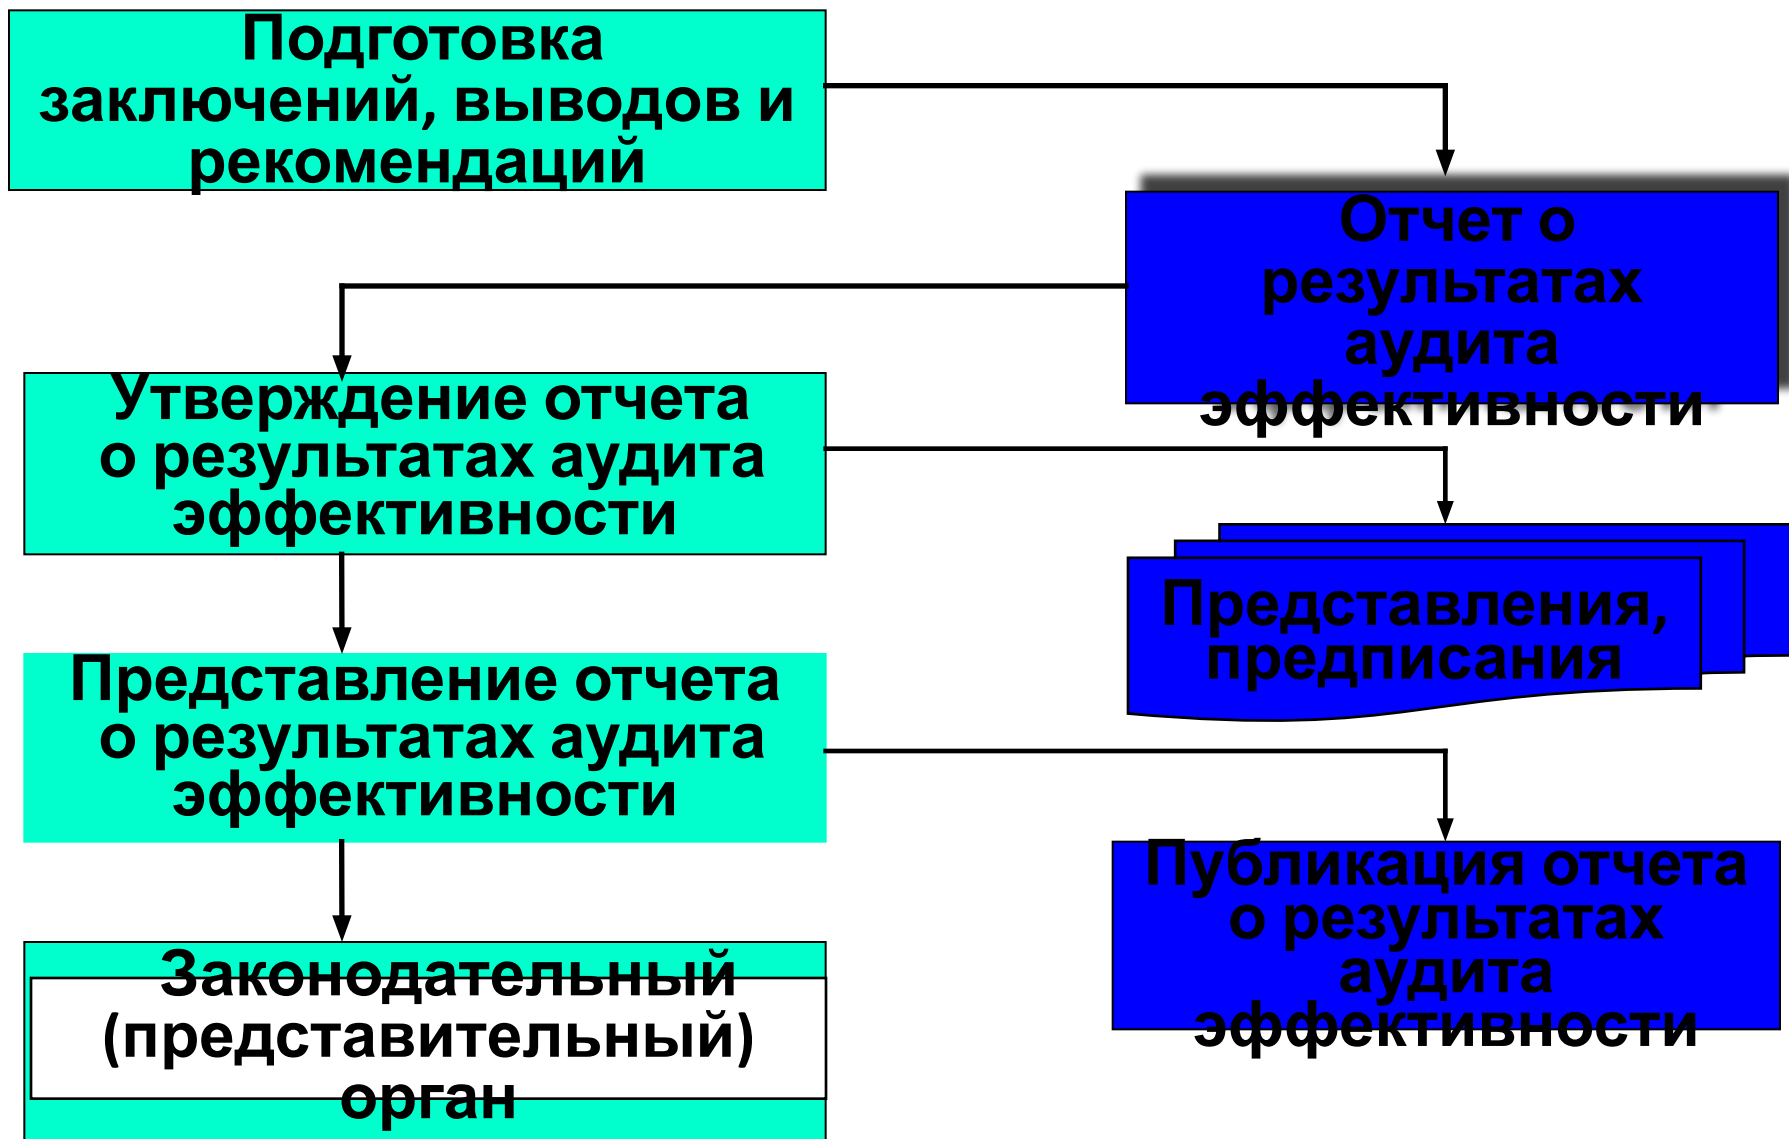 Подготовка
заключений, выводов и
рекомендаций
Отчет о
результатах
аудита
эффективности
Утверждение отчета
о результатах аудита
эффективности
Представления,
предписания
Представление отчета
о результатах аудита
эффективности
Публикация отчета
о результатах
аудита
эффективности
Законодательный
(представительный)
орган